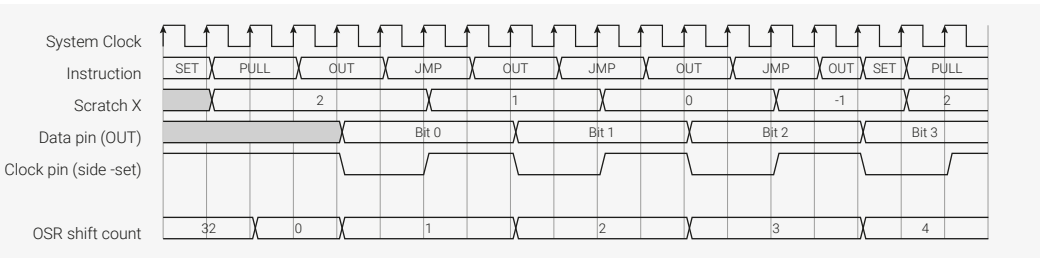 System Clock
Instruction SET PULL OUT JMP OUT JMP OUT JMP OUT SET PULL
Scratch X 2 1 0 -1 2
Data pin (OUT) Bit 0 Bit 1 Bit 2 Bit 3
Clock pin (side -set)
OSR shift count 32 0 1 2 3 4